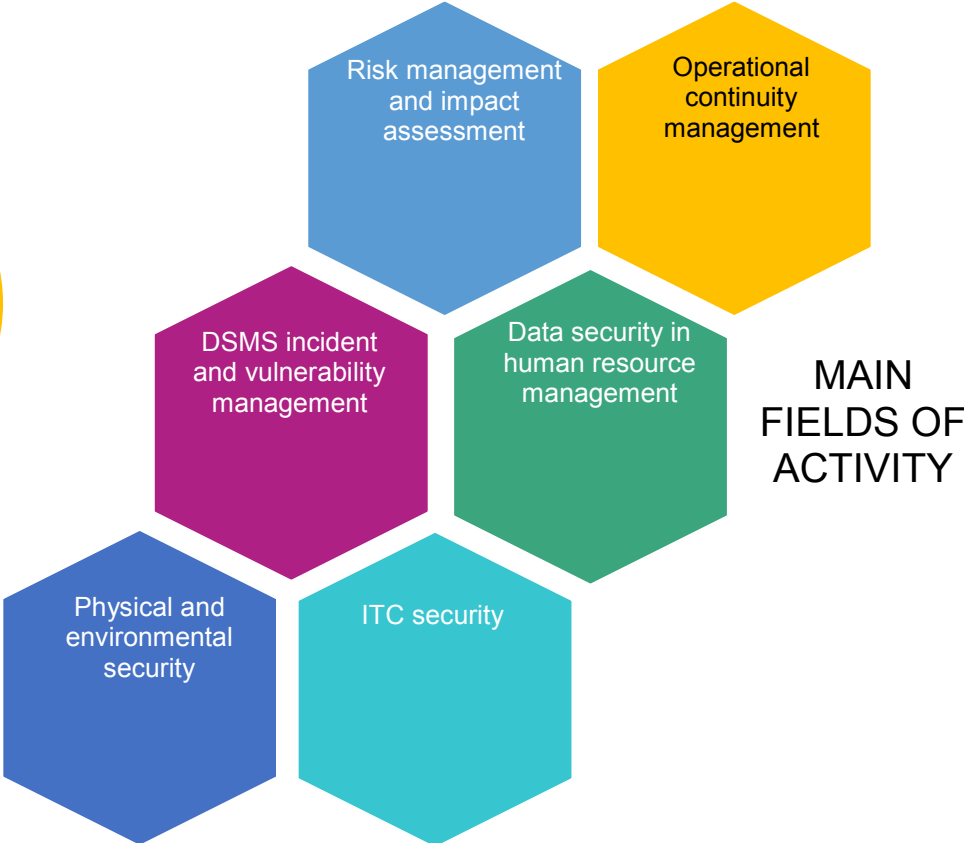 Risk management
and impact
assessment
Operational
continuity
management
DSMS incident
and vulnerability
management
Data security in
human resource
management
MAIN
FIELDS OF
ACTIVITY
Physical and
environmental
security
ITC security